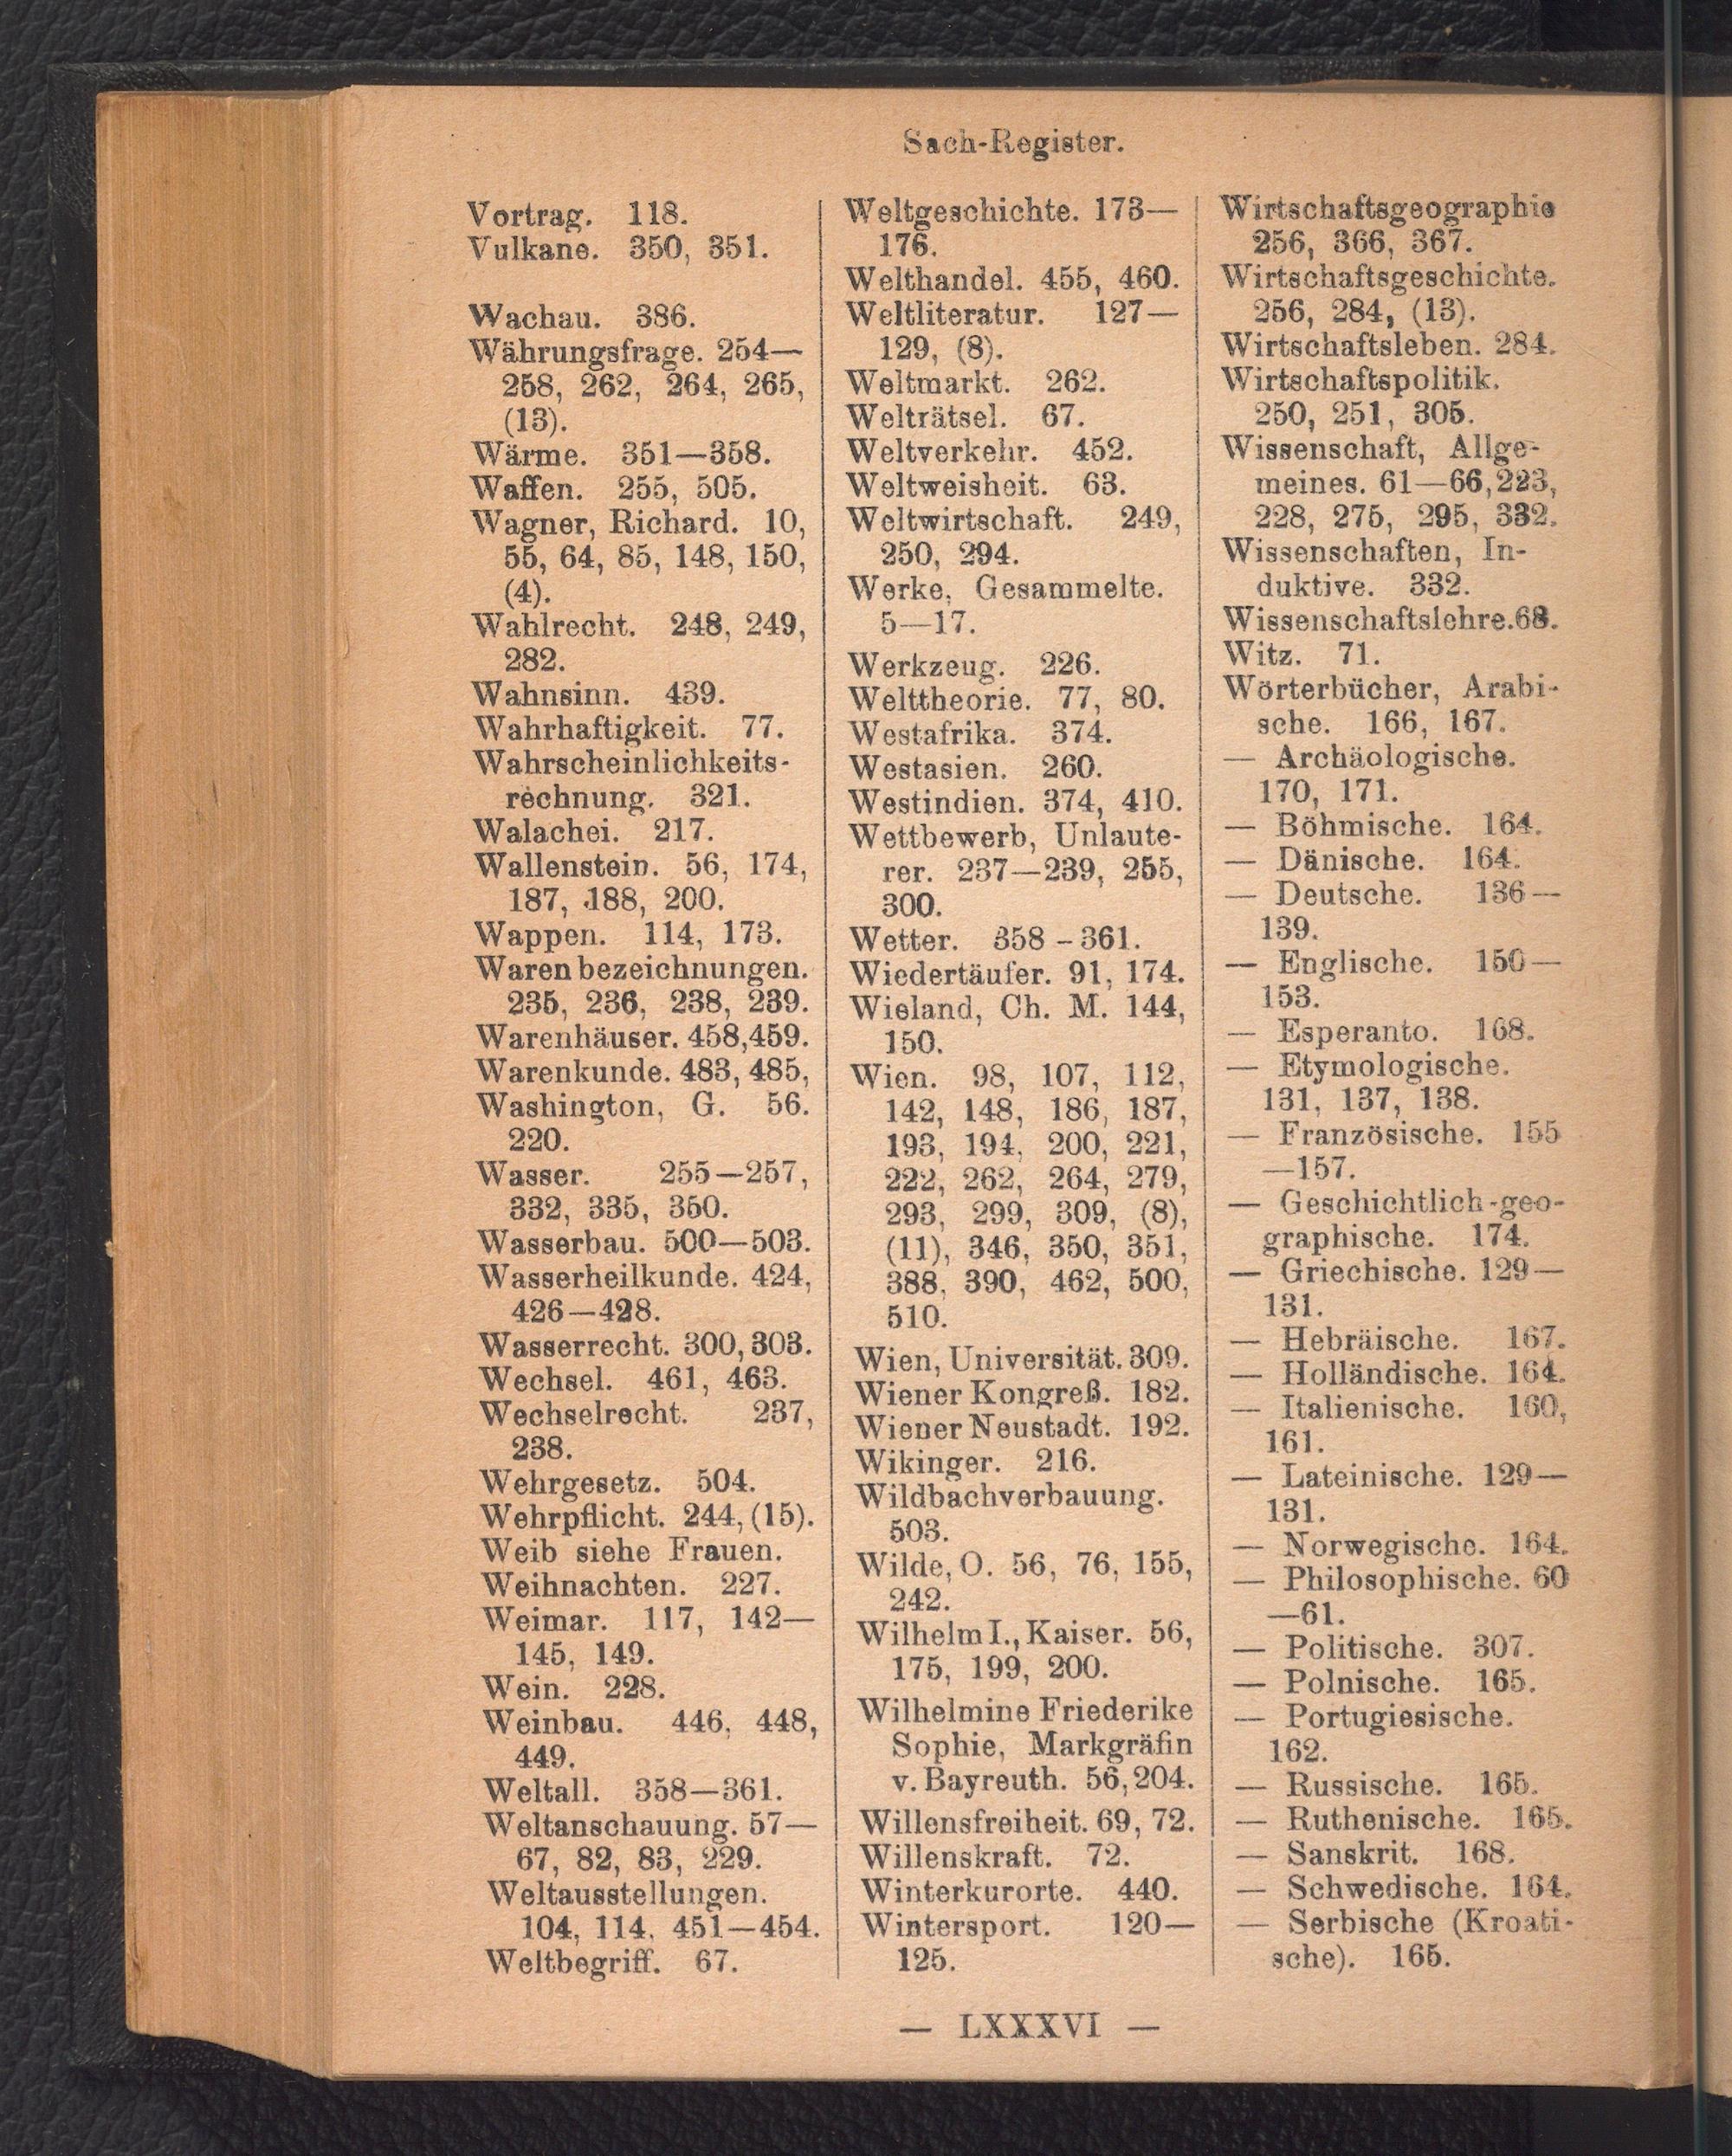 Sach-Register.
Vortrag. 118.
Vulkane. 350, 351.
Wachau. 386.
Währungsfrage. 254—
258, 262, 264, 265,
(13).
Wärme. 351—358.
Waffen. 255, 505.
Wagner, Richard. 10,
55, 64, 85, 148, 150,
(4).
Wahlrecht. 248, 249,
282.
Wahnsinn. 439.
Wahrhaftigkeit. 77.
Wahrscheinlichkeits-
rechnung. 321.
Walachei. 217.
Wallenstein. 56, 174,
187, 188, 200.
Wappen. 114, 173.
Warenbezeichnungen.
235, 236, 238, 239.
Warenhäuser. 458,459.
Warenkunde. 483, 485,
Washington, G. 56.
220.
Wasser. 255—257,
332, 335, 350.
Wasserbau. 500—503.
Wasserheilkunde. 424,
426—428.
Wasserrecht. 300, 303.
Wechsel. 461, 463.
Wechselrecht. 237,
238.
Wehrgesetz. 504.
Wehrpflicht. 244, (15).
Weib siehe Frauen.
Weihnachten. 227.
Weimar. 117, 142—
145, 149.
Wein. 228.
Weinbau. 446, 448,
449.
Weltall. 358—361.
Weltanschauung. 57—
67, 82, 83, 229.
Weltausstellungen.
104, 114, 451—454.
Weltbegriff. 67.
Weltgeschichte. 173—
176.
Welthandel. 455, 460.
Weltliteratur. 127—
129, (8).
Weltmarkt. 262.
Welträtsel. 67.
Weltverkehr. 452.
Weltweisheit. 63.
Weltwirtschaft. 249,
250, 294.
Werke, Gesammelte.
5—17.
Werkzeug. 226.
Welttheorie. 77, 80.
Westafrika. 374.
Westasien. 260.
Westindien. 374, 410.
Wettbewerb, Unlaute-
rer. 237—239, 255,
300.
Wetter. 358–361.
Wiedertäufer. 91, 174.
Wieland, Ch. M. 144,
150.
Wien. 98, 107, 112,
142, 148, 186, 187,
193, 194, 200, 221,
222, 262, 264, 279,
293, 299, 309, (8),
(11), 346, 350, 351,
388, 390, 462, 500,
510.
Wien, Universität. 309.
Wiener Kongreß. 182.
Wiener Neustadt. 192.
Wikinger. 216.
Wildbachverbauung.
503.
Wilde, O. 56, 76, 155,
242.
Wilhelm I., Kaiser. 56,
175, 199, 200.
Wilhelmine Friederike
Sophie, Markgräfin
v. Bayreuth. 56, 204.
Willensfreiheit. 69, 72.
Willenskraft. 72.
Winterkurorte. 440.
Wintersport. 120—
125.
Wirtschaftsgeographie
256, 366, 367.
Wirtschaftsgeschichte.
256, 284, (13).
Wirtschaftsleben. 284.
Wirtschaftspolitik.
250, 251, 305.
Wissenschaft, Allge-
meines. 61—66, 223,
228, 275, 295, 332.
Wissenschaften, In-
duktive. 332.
Wissenschaftslehre. 68.
Witz. 71.
Wörterbücher, Arabi-
sche. 166, 167.
— Archäologische.
170, 171.
— Böhmische. 164.
— Dänische. 164.
— Deutsche. 136—
139.
— Englische. 150—
153.
— Esperanto. 168.
— Etymologische.
131, 137, 138.
— Französische. 155
—157.
— Geschichtlich-geo-
graphische. 174.
— Griechische. 129—
131.
— Hebräische. 167.
— Holländische. 164.
— Italienische. 160,
161.
— Lateinische. 129—
131.
— Norwegische. 164.
— Philosophische. 60
—61.
— Politische. 307.
— Polnische. 165.
— Portugiesische.
162.
— Russische. 165.
— Ruthenische. 165.
— Sanskrit. 168.
— Schwedische. 164.
— Serbische (Kroati-
sche). 165.
— LXXXVI —